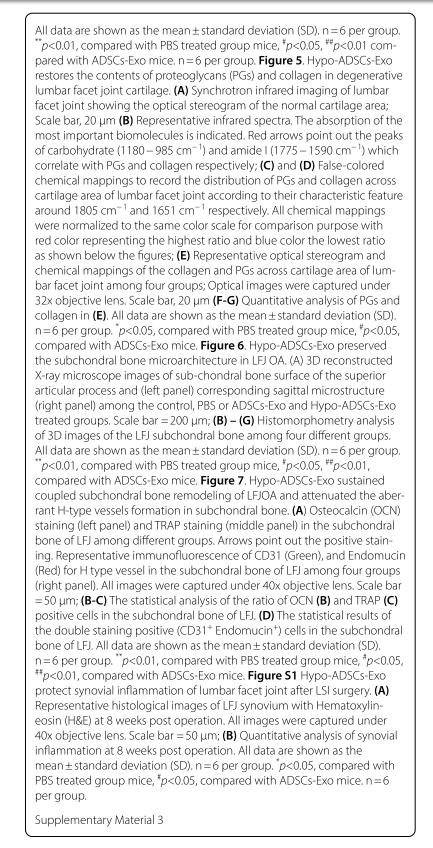 All data are shown as the mean ± standard deviation (SD). n = 6 per group.
**p<0.01, compared with PBS treated group mice, #p<0.05, ##p<0.01 com-
pared with ADSCs-Exo mice. n = 6 per group. Figure 5. Hypo-ADSCs-Exo
restores the contents of proteoglycans (PGs) and collagen in degenerative
lumbar facet joint cartilage. (A) Synchrotron infrared imaging of lumbar
facet joint showing the optical stereogram of the normal cartilage area;
Scale bar, 20 μm (B) Representative infrared spectra. The absorption of the
most important biomolecules is indicated. Red arrows point out the peaks
of carbohydrate (1180 − 985 cm−1) and amide I (1775 − 1590 cm−1) which
correlate with PGs and collagen respectively; (C) and (D) False-colored
chemical mappings to record the distribution of PGs and collagen across
cartilage area of lumbar facet joint according to their characteristic feature
around 1805 cm−1 and 1651 cm−1 respectively. All chemical mappings
were normalized to the same color scale for comparison purpose with
red color representing the highest ratio and blue color the lowest ratio
as shown below the figures; (E) Representative optical stereogram and
chemical mappings of the collagen and PGs across cartilage area of lum-
bar facet joint among four groups; Optical images were captured under
32x objective lens. Scale bar, 20 μm (F-G) Quantitative analysis of PGs and
collagen in (E). All data are shown as the mean ± standard deviation (SD).
n = 6 per group. *p<0.05, compared with PBS treated group mice, #p<0.05,
compared with ADSCs-Exo mice. Figure 6. Hypo-ADSCs-Exo preserved
the subchondral bone microarchitecture in LFJ OA. (A) 3D reconstructed
X-ray microscope images of sub-chondral bone surface of the superior
articular process and (left panel) corresponding sagittal microstructure
(right panel) among the control, PBS or ADSCs-Exo and Hypo-ADSCs-Exo
treated groups. Scale bar = 200 μm; (B) – (G) Histomorphometry analysis
of 3D images of the LFJ subchondral bone among four different groups.
All data are shown as the mean ± standard deviation (SD). n = 6 per group.
**p<0.01, compared with PBS treated group mice, #p<0.05, ##p<0.01,
compared with ADSCs-Exo mice. Figure 7. Hypo-ADSCs-Exo sustained
coupled subchondral bone remodeling of LFJOA and attenuated the aber-
rant H-type vessels formation in subchondral bone. (A) Osteocalcin (OCN)
staining (left panel) and TRAP staining (middle panel) in the subchondral
bone of LFJ among different groups. Arrows point out the positive stain-
ing. Representative immunofluorescence of CD31 (Green), and Endomucin
(Red) for H type vessel in the subchondral bone of LFJ among four groups
(right panel). All images were captured under 40x objective lens. Scale bar
= 50 μm; (B-C) The statistical analysis of the ratio of OCN (B) and TRAP (C)
positive cells in the subchondral bone of LFJ. (D) The statistical results of
the double staining positive (CD31+ Endomucin+) cells in the subchondral
bone of LFJ. All data are shown as the mean ± standard deviation (SD).
n = 6 per group. **p<0.01, compared with PBS treated group mice, #p<0.05,
##p<0.01, compared with ADSCs-Exo mice. Figure S1 Hypo-ADSCs-Exo
protect synovial inflammation of lumbar facet joint after LSI surgery. (A)
Representative histological images of LFJ synovium with Hematoxylin-
eosin (H&E) at 8 weeks post operation. All images were captured under
40x objective lens. Scale bar = 50 μm; (B) Quantitative analysis of synovial
inflammation at 8 weeks post operation. All data are shown as the
mean ± standard deviation (SD). n = 6 per group. *p<0.05, compared with
PBS treated group mice, #p<0.05, compared with ADSCs-Exo mice. n = 6
per group.
Supplementary Material 3